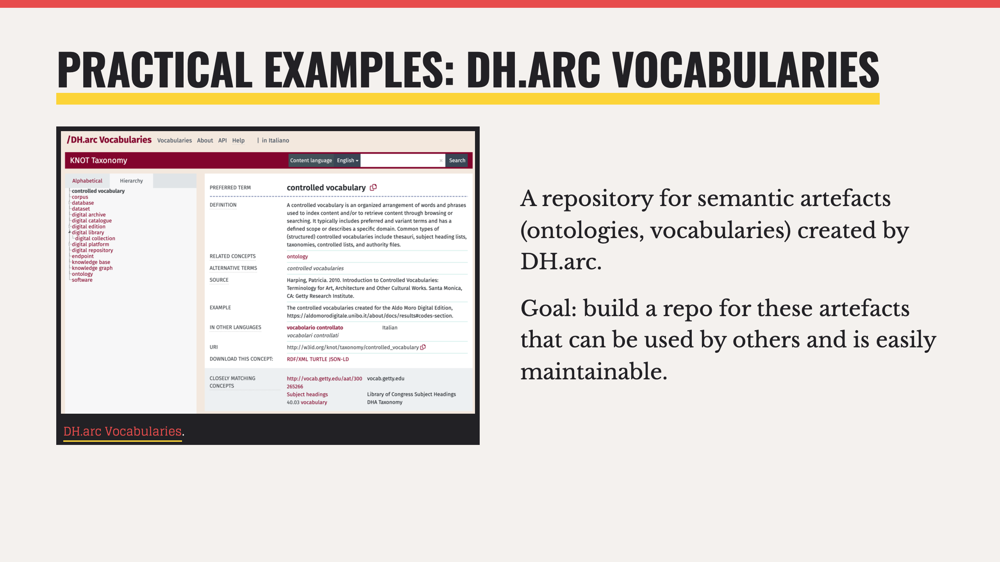 PRACTICAL EXAMPLES: DH.ARC VOCABULARIES
/DH.arc Vocabularies Vocabularies About API Help | in Italiano
KNOT Taxonomy Content language English × Search
Alphabetical Hierarchy
controlled vocabulary
corpus
database
dataset
digital archive
digital catalogue
digital edition
digital library
digital collection
digital platform
digital repository
endpoint
knowledge base
knowledge graph
ontology
software
PREFERRED TERM controlled vocabulary
DEFINITION A controlled vocabulary is an organized arrangement of words and phrases
used to index content and/or to retrieve content through browsing or
searching. It typically includes preferred and variant terms and has a
defined scope or describes a specific domain. Common types of
(structured) controlled vocabularies include thesauri, subject heading lists,
taxonomies, controlled lists, and authority files.
RELATED CONCEPTS ontology
ALTERNATIVE TERMS controlled vocabularies
SOURCE Harping, Patricia. 2010. Introduction to Controlled Vocabularies:
Terminology for Art, Architecture and Other Cultural Works. Santa Monica,
CA: Getty Research Institute.
EXAMPLE The controlled vocabularies created for the Aldo Moro Digital Edition,
https://aldomorodigitale.unibo.it/about/docs/results#codes-section.
IN OTHER LANGUAGES vocabolario controllato Italian
vocabolari controllati
URI http://w3id.org/knot/taxonomy/controlled_vocabulary
DOWNLOAD THIS CONCEPT: RDF/XML TURTLE JSON-LD
CLOSELY MATCHING http://vocab.getty.edu/aat/300 vocab.getty.edu
CONCEPTS 265266
Subject headings Library of Congress Subject Headings
40.03 vocabulary DHA Taxonomy
DH.arc Vocabularies.
A repository for semantic artefacts
(ontologies, vocabularies) created by
DH.arc.
Goal: build a repo for these artefacts
that can be used by others and is easily
maintainable.